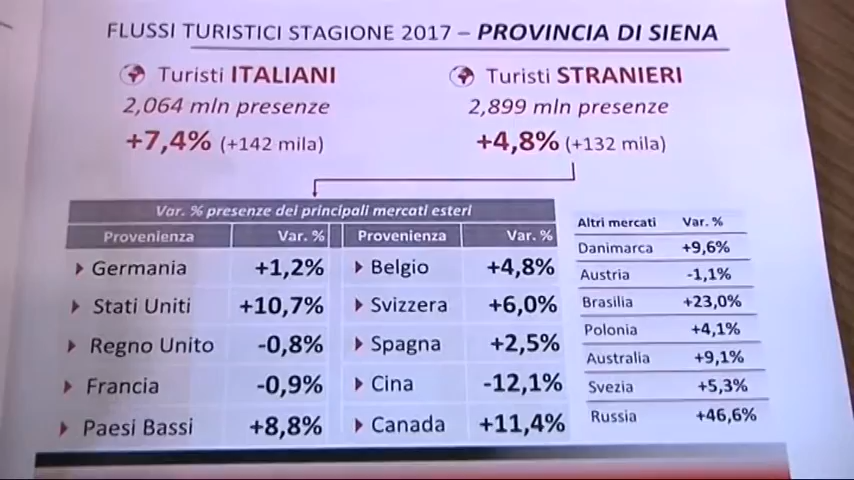 FLUSSI TURISTICI STAGIONE 2017 – PROVINCIA DI SIENA
Turisti ITALIANI
2,064 mln presenze
+7,4% (+142 mila)
Turisti STRANIERI
2,899 mln presenze
+4,8% (+132 mila)
Var. % presenze dei principali mercati esteri
Provenienza Var. % Provenienza Var. %
Germania +1,2% Belgio +4,8%
Stati Uniti +10,7% Svizzera +6,0%
Regno Unito -0,8% Spagna +2,5%
Francia -0,9% Cina -12,1%
Paesi Bassi +8,8% Canada +11,4%
Altri mercati Var. %
Danimarca +9,6%
Austria -1,1%
Brasilia +23,0%
Polonia +4,1%
Australia +9,1%
Svezia +5,3%
Russia +46,6%